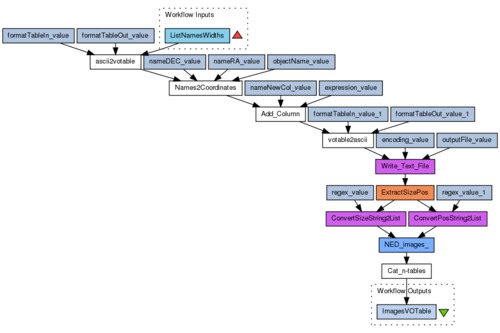 Workflow Inputs
formatTableIn_value
formatTableOut_value
ListNamesWidths
ascii2votable
nameDEC_value
nameRA_value
objectName_value
Names2Coordinates
nameNewCol_value
expression_value
Add_Column
formatTableIn_value_1
formatTableOut_value_1
votable2ascii
encoding_value
outputFile_value
Write_Text_File
regex_value
ExtractSizePos
regex_value_1
ConvertSizeString2List
ConvertPosString2List
NED_images_
Cat_n-tables
Workflow Outputs
ImagesVOTable